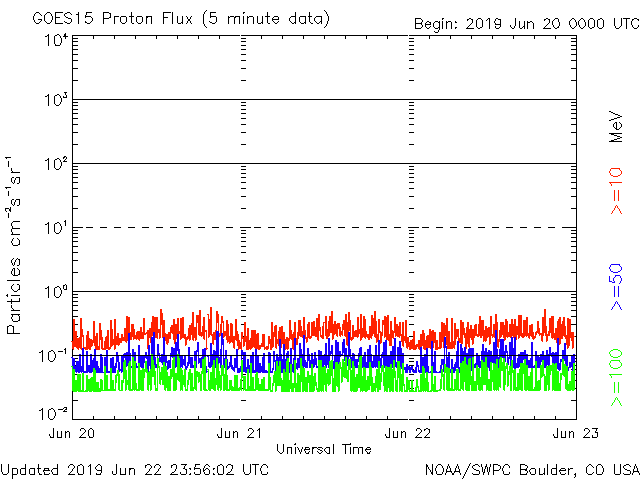 GOES15 Proton Flux (5 minute data)
Begin: 2019 Jun 20 0000 UTC
10⁴
10³
10²
10¹
10⁰
10⁻¹
10⁻²
Particles cm⁻²s⁻¹sr⁻¹
MeV
>=10
>=50
>=100
Jun 20
Jun 21
Jun 22
Jun 23
Universal Time
Updated 2019 Jun 22 23:56:02 UTC
NOAA/SWPC Boulder, CO USA